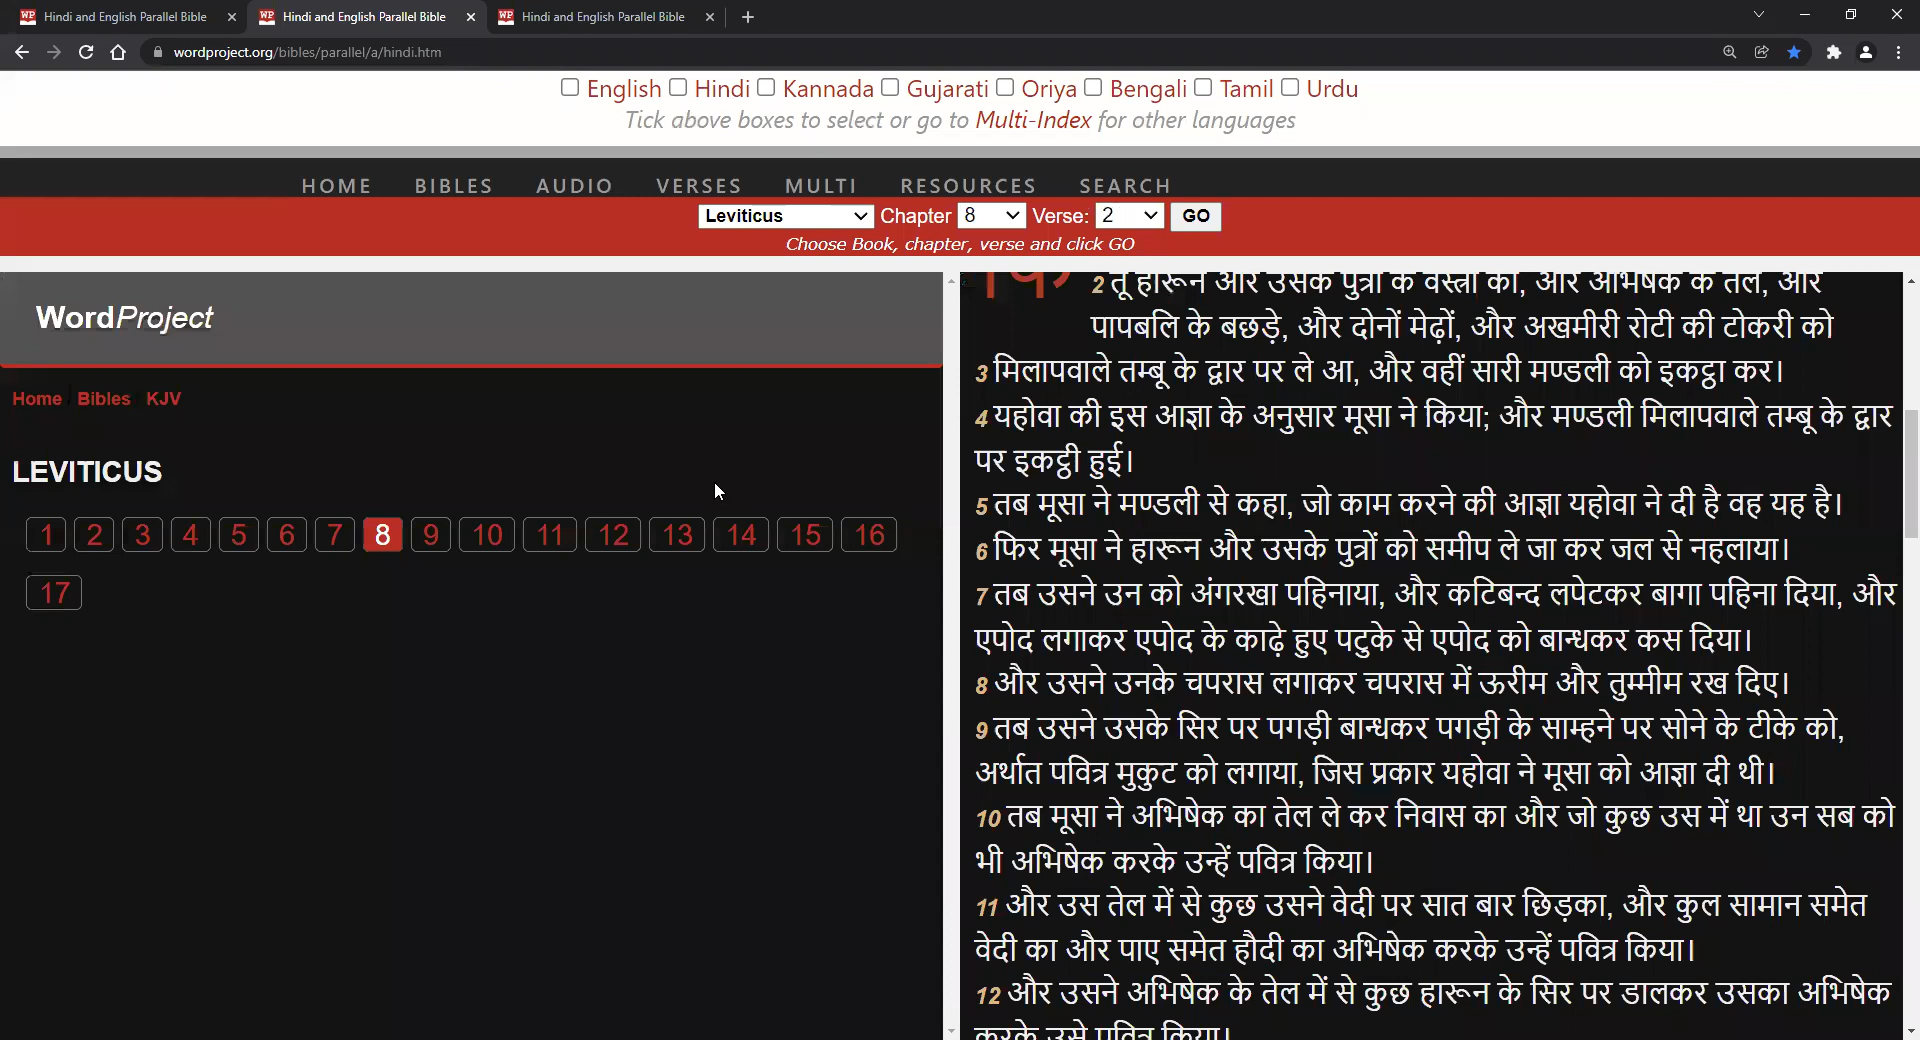 Hindi and English Parallel Bible
Hindi and English Parallel Bible
Hindi and English Parallel Bible
wordproject.org/bibles/parallel/a/hindi.htm
English Hindi Kannada Gujarati Oriya Bengali Tamil Urdu
Tick above boxes to select or go to Multi-Index for other languages
HOME BIBLES AUDIO VERSES MULTI RESOURCES SEARCH
Leviticus Chapter 8 Verse: 2 GO
Choose Book, chapter, verse and click GO
WordProject
Home Bibles KJV
LEVITICUS
1 2 3 4 5 6 7 8 9 10 11 12 13 14 15 16
17
2 तू हारून और उसके पुत्रों के वस्त्रों को, और अभिषेक के तेल, और
पापबलि के बछड़े, और दोनों मेढ़ों, और अखमीरी रोटी की टोकरी को
3 मिलापवाले तम्बू के द्वार पर ले आ, और वहीं सारी मण्डली को इकट्ठा कर।
4 यहोवा की इस आज्ञा के अनुसार मूसा ने किया; और मण्डली मिलापवाले तम्बू के द्वार
पर इकट्ठी हुई।
5 तब मूसा ने मण्डली से कहा, जो काम करने की आज्ञा यहोवा ने दी है वह यह है।
6 फिर मूसा ने हारून और उसके पुत्रों को समीप ले जा कर जल से नहलाया।
7 तब उसने उन को अंगरखा पहिनाया, और कटिबन्द लपेटकर बागा पहिना दिया, और
एपोद लगाकर एपोद के काढ़े हुए पटुके से एपोद को बान्धकर कस दिया।
8 और उसने उनके चपरास लगाकर चपरास में ऊरीम और तुम्मीम रख दिए।
9 तब उसने उसके सिर पर पगड़ी बान्धकर पगड़ी के साम्हने पर सोने के टीके को,
अर्थात पवित्र मुकुट को लगाया, जिस प्रकार यहोवा ने मूसा को आज्ञा दी थी।
10 तब मूसा ने अभिषेक का तेल ले कर निवास का और जो कुछ उस में था उन सब को
भी अभिषेक करके उन्हें पवित्र किया।
11 और उस तेल में से कुछ उसने वेदी पर सात बार छिड़का, और कुल सामान समेत
वेदी का और पाए समेत हौदी का अभिषेक करके उन्हें पवित्र किया।
12 और उसने अभिषेक के तेल में से कुछ हारून के सिर पर डालकर उसका अभिषेक
करके उसे पवित्र किया।